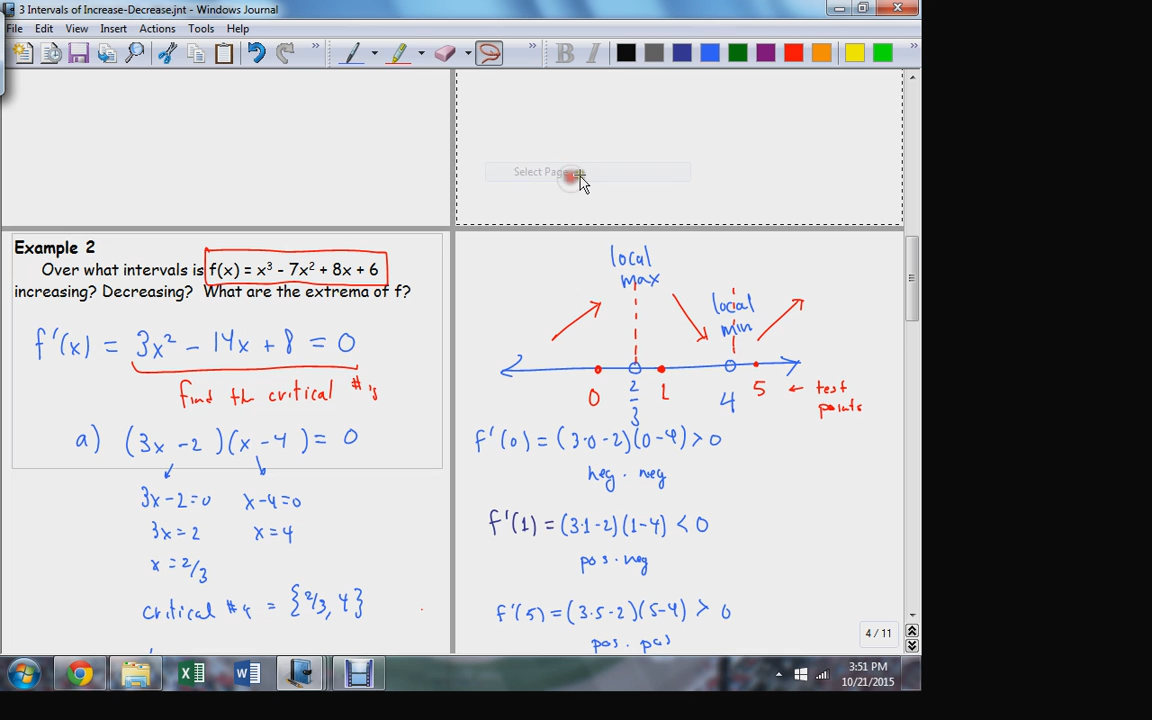 3 Intervals of Increase-Decrease.jnt - Windows Journal
File Edit View Insert Actions Tools Help
B I
Select Page
Example 2
Over what intervals is f(x) = x³ - 7x² + 8x + 6
increasing? Decreasing? What are the extrema of f?
f'(x) = 3x² - 14x + 8 = 0
find the critical #'s
a) (3x - 2)(x - 4) = 0
3x - 2 = 0 x - 4 = 0
3x = 2 x = 4
x = 2/3
critical #s = {2/3, 4}
local
max
local
min
0 2/3 1 4 5 ← test
points
f'(0) = (3·0 - 2)(0 - 4) > 0
neg · neg
f'(1) = (3·1 - 2)(1 - 4) < 0
pos · neg
f'(5) = (3·5 - 2)(5 - 4) > 0
pos · pos
4 / 11
3:51 PM
10/21/2015